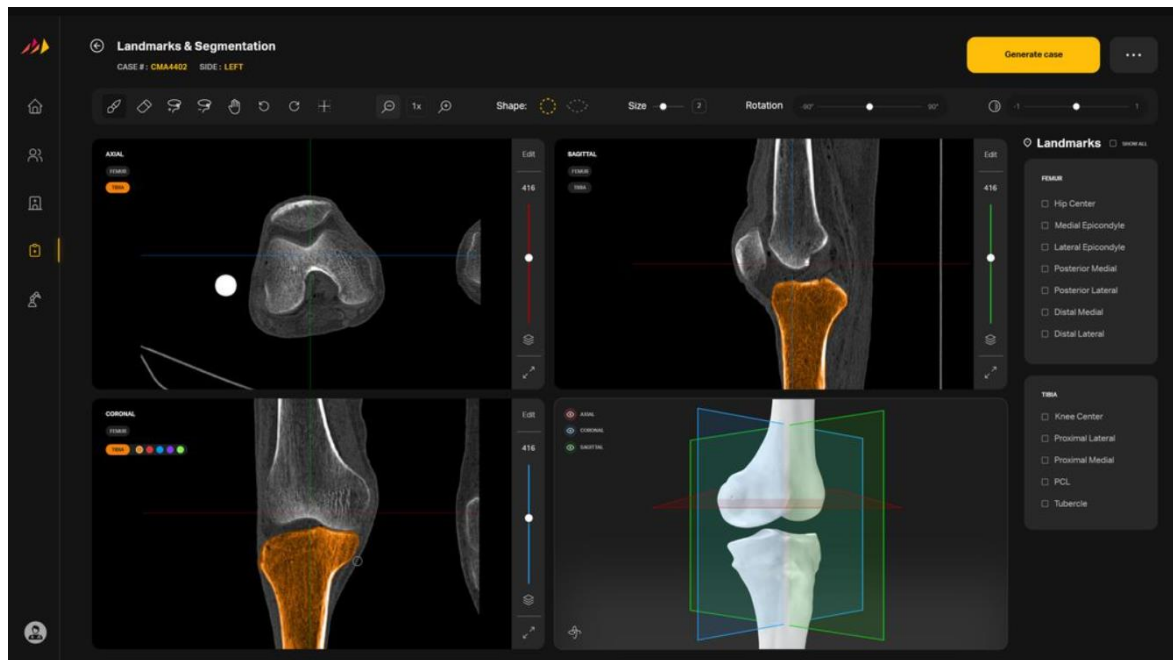 Landmarks & Segmentation
CASE #: CMA4402 SIDE: LEFT
Generate case
1x
Shape:
Size
2
Rotation
-90°
90°
-1
1
AXIAL
FEMUR
TIBIA
Edit
416
SAGITTAL
FEMUR
TIBIA
Edit
416
Landmarks
SHOW ALL
FEMUR
Hip Center
Medial Epicondyle
Lateral Epicondyle
Posterior Medial
Posterior Lateral
Distal Medial
Distal Lateral
CORONAL
FEMUR
TIBIA
Edit
416
AXIAL
CORONAL
SAGITTAL
TIBIA
Knee Center
Proximal Lateral
Proximal Medial
PCL
Tubercle